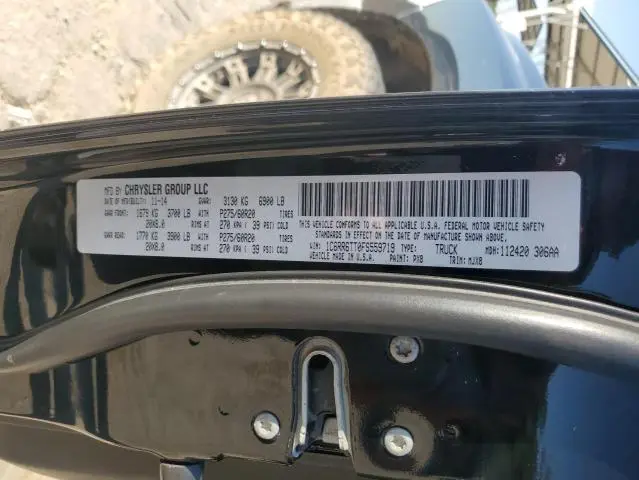 MFD BY CHRYSLER GROUP LLC
DATE OF MFR/BUILT: 11-14 GVWR: 3130 KG 6900 LB
GAWR FRONT: 1679 KG 3700 LB WITH P275/60R20 TIRES
20X8.0 RIMS AT 270 KPA ( 39 PSI) COLD
GAWR REAR: 1770 KG 3900 LB WITH P275/60R20 TIRES
20X8.0 RIMS AT 270 KPA ( 39 PSI) COLD
THIS VEHICLE CONFORMS TO ALL APPLICABLE U.S.A. FEDERAL MOTOR VEHICLE SAFETY
STANDARDS IN EFFECT ON THE DATE OF MANUFACTURE SHOWN ABOVE.
VIN: 1C6RR6TT0FS559719 TYPE: TRUCK MDH: 112420 306AA
VEHICLE MADE IN U.S.A. PAINT: PX8 TRIM: MJX8